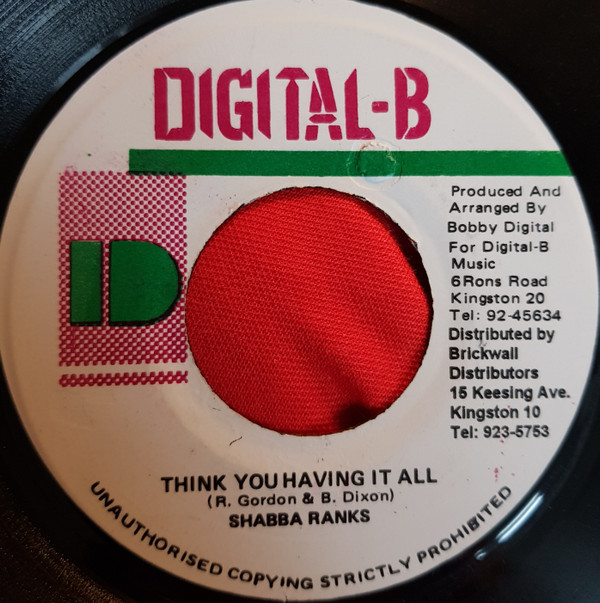 DIGITAL-B
Produced And
Arranged By
Bobby Digital
For Digital-B
Music
6Rons Road
Kingston 20
Tel: 92-45634
Distributed by
Brickwall
Distributors
15 Keesing Ave.
Kingston 10
Tel: 923-5753
D
THINK YOU HAVING IT ALL
(R. Gordon & B. Dixon)
SHABBA RANKS
UNAUTHORISED COPYING STRICTLY PROHIBITED